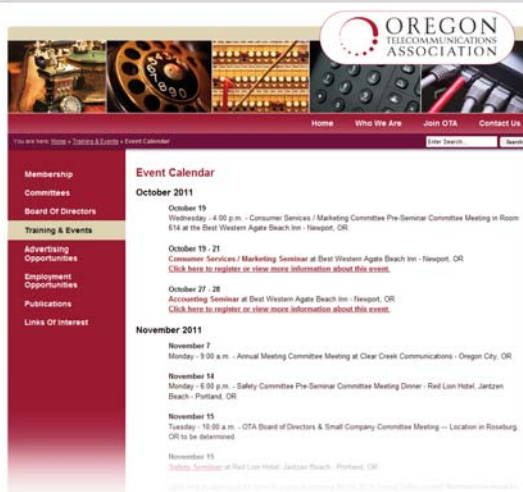 OREGON
TELECOMMUNICATIONS
ASSOCIATION
Home Who We Are Join OTA Contact Us
You are here: Home » Training & Events » Event Calendar Enter Search... Search
Membership
Committees
Board Of Directors
Training & Events
Advertising
Opportunities
Employment
Opportunities
Publications
Links Of Interest
Event Calendar
October 2011
October 19
Wednesday - 4:00 p.m. - Consumer Services / Marketing Committee Pre-Seminar Committee Meeting in Room
614 at the Best Western Agate Beach Inn - Newport, OR
October 19 - 21
Consumer Services / Marketing Seminar at Best Western Agate Beach Inn - Newport, OR
Click here to register or view more information about this event.
October 27 - 28
Accounting Seminar at Best Western Agate Beach Inn - Newport, OR
Click here to register or view more information about this event.
November 2011
November 7
Monday - 9:00 a.m. - Annual Meeting Committee Meeting at Clear Creek Communications - Oregon City, OR
November 14
Monday - 6:00 p.m. - Safety Committee Pre-Seminar Committee Meeting Dinner - Red Lion Hotel, Jantzen
Beach - Portland, OR
November 15
Tuesday - 10:00 a.m. - OTA Board of Directors & Small Company Committee Meeting -- Location in Roseburg,
OR to be determined
November 15
Safety Seminar at Red Lion Hotel, Jantzen Beach - Portland, OR